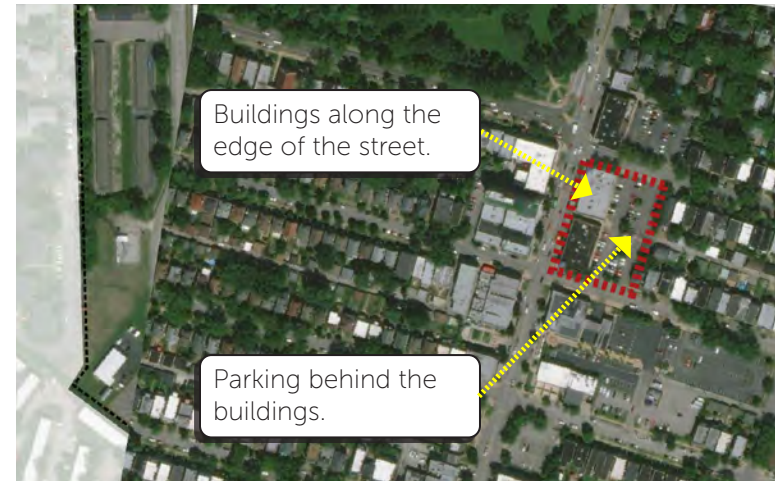 Buildings along the
edge of the street.
Parking behind the
buildings.